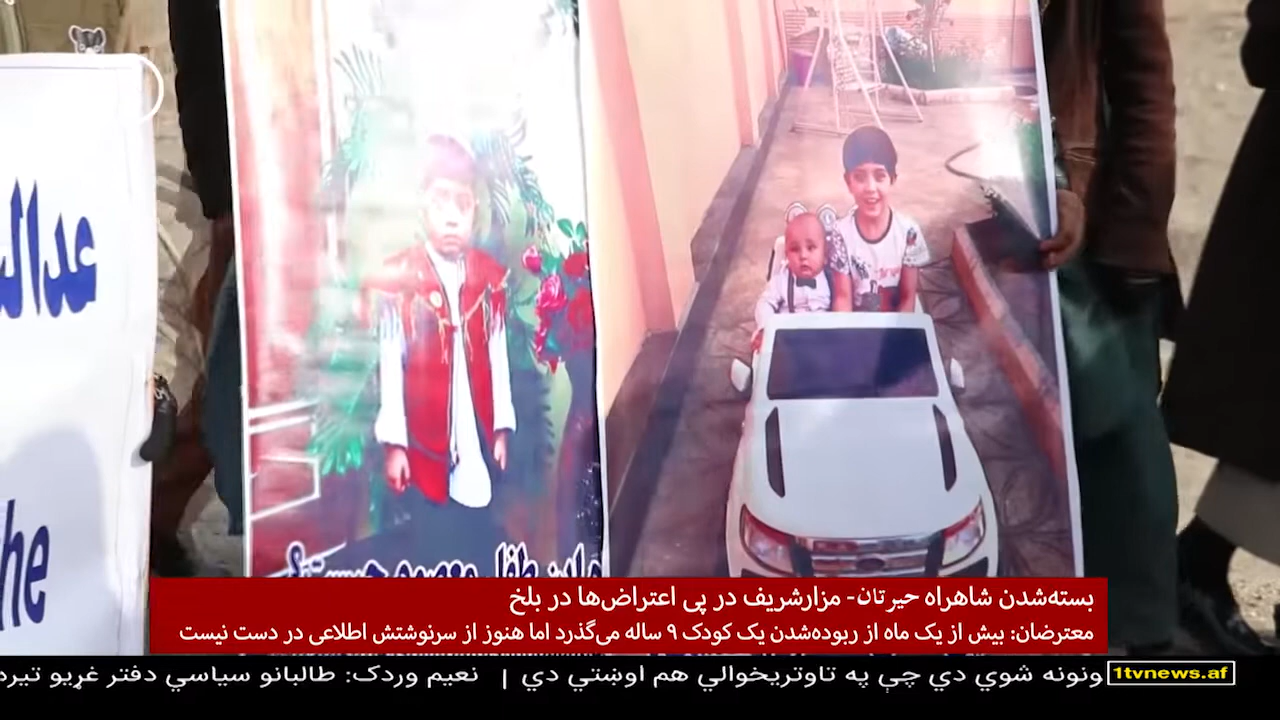 he
بسته‌شدن شاهراه حیرتان- مزارشریف در پی اعتراض‌ها در بلخ
معترضان: بیش از یک ماه از ربوده‌شدن یک کودک ۹ ساله می‌گذرد اما هنوز از سرنوشتش اطلاعی در دست نیست
ونونه شوي دي چې په تاوتریخوالي هم اوښتي دي | نعیم وردک: طالبانو سیاسي دفتر غړیو تیرد
1tvnews.af